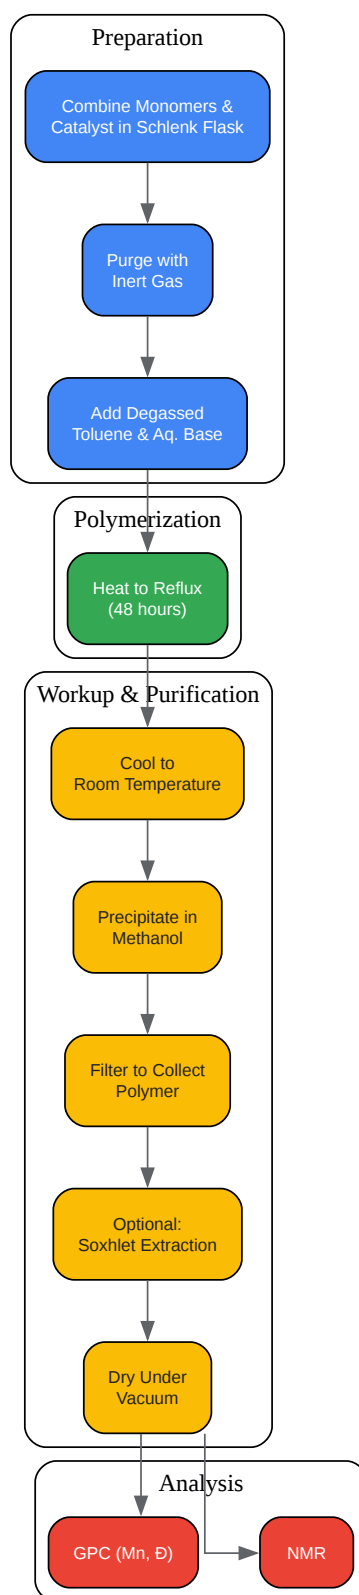 Preparation
Combine Monomers &
Catalyst in Schlenk Flask
Purge with
Inert Gas
Add Degassed
Toluene & Aq. Base
Polymerization
Heat to Reflux
(48 hours)
Workup & Purification
Cool to
Room Temperature
Precipitate in
Methanol
Filter to Collect
Polymer
Optional:
Soxhlet Extraction
Dry Under
Vacuum
Analysis
GPC (Mn, Đ)
NMR